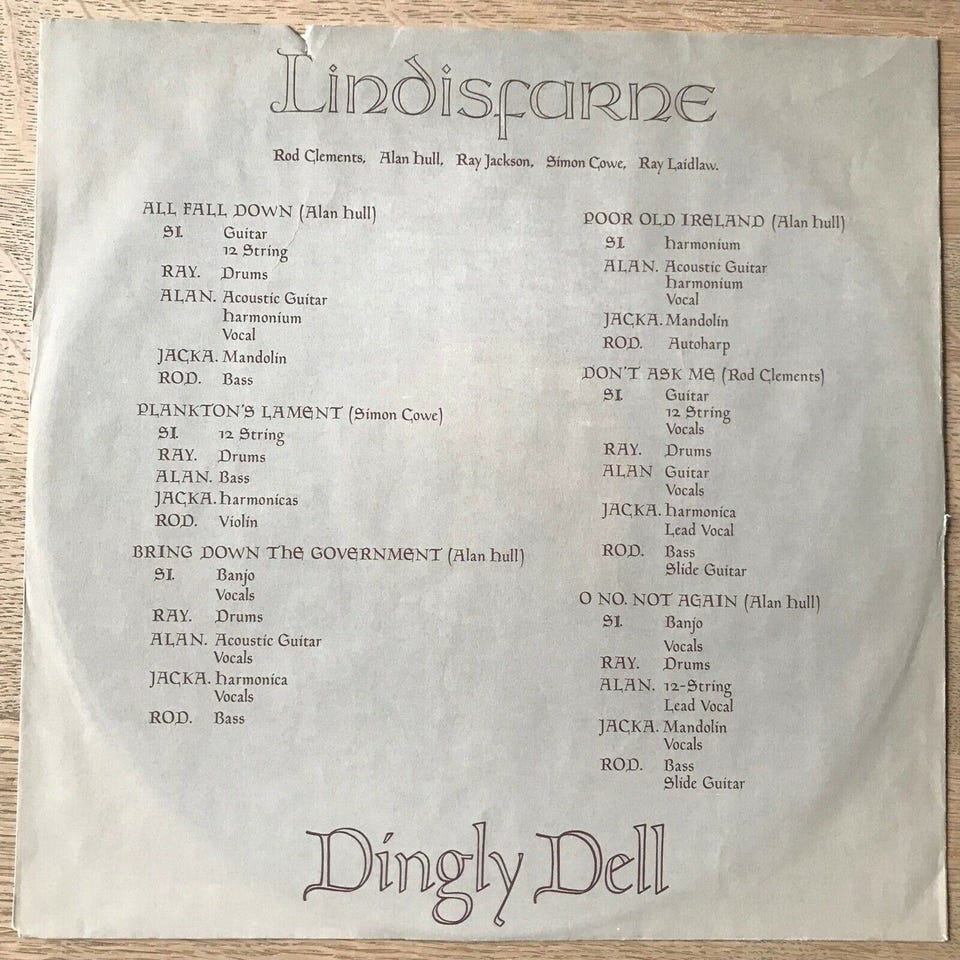 Lindisfarne
Rod Clements, Alan Hull, Ray Jackson, Simon Cowe, Ray Laidlaw.
ALL FALL DOWN (Alan Hull)
SI. Guitar
12 String
RAY. Drums
ALAN. Acoustic Guitar
Harmonium
Vocal
JACKA. Mandolin
ROD. Bass
PLANKTON'S LAMENT (Simon Cowe)
SI. 12 String
RAY. Drums
ALAN. Bass
JACKA. Harmonicas
ROD. Violin
BRING DOWN THE GOVERNMENT (Alan Hull)
SI. Banjo
Vocals
RAY. Drums
ALAN. Acoustic Guitar
Vocals
JACKA. Harmonica
Vocals
ROD. Bass
POOR OLD IRELAND (Alan Hull)
SI. Harmonium
ALAN. Acoustic Guitar
Harmonium
Vocal
JACKA. Mandolin
ROD. Autoharp
DON'T ASK ME (Rod Clements)
SI. Guitar
12 String
Vocals
RAY. Drums
ALAN Guitar
Vocals
JACKA. Harmonica
Lead Vocal
ROD. Bass
Slide Guitar
O NO. NOT AGAIN (Alan Hull)
SI. Banjo
Vocals
RAY. Drums
ALAN. 12-String
Lead Vocal
JACKA. Mandolin
Vocals
ROD. Bass
Slide Guitar
Dingly Dell